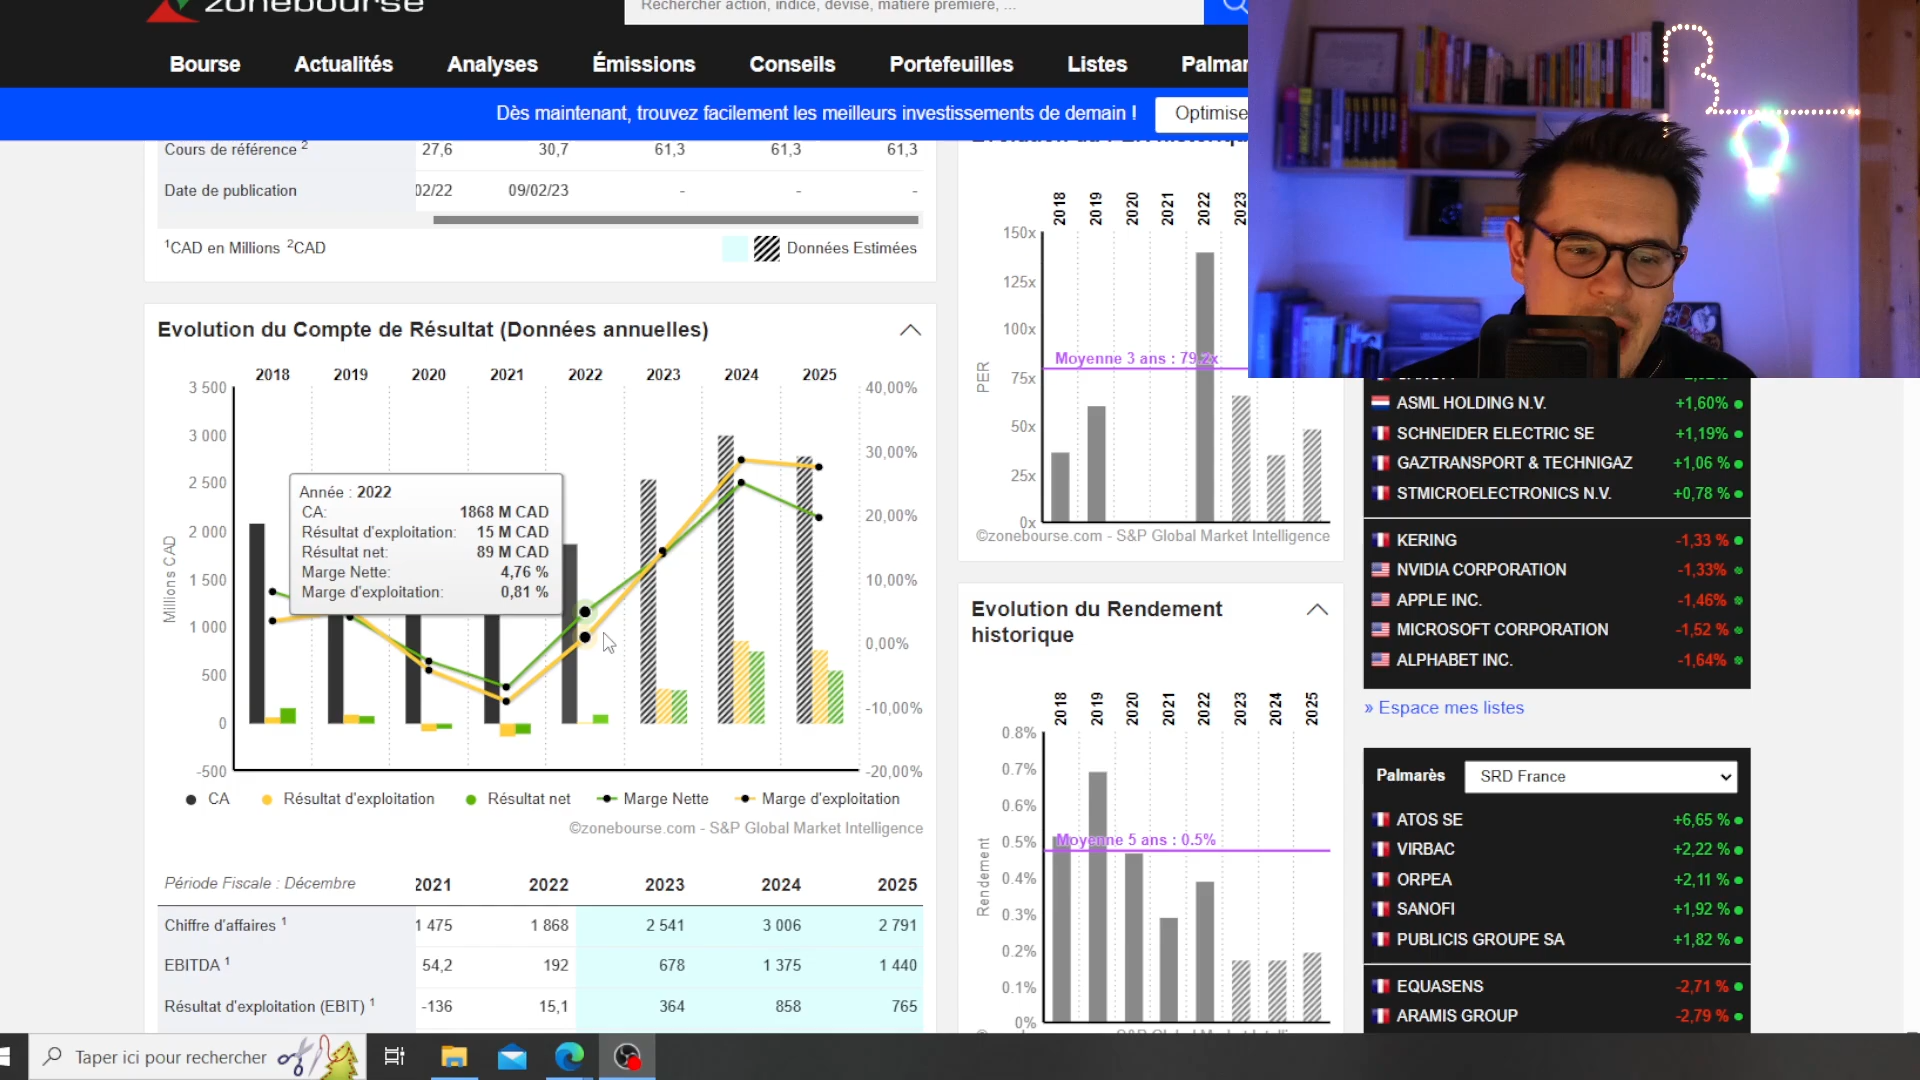 zonebourse
Rechercher action, indice, devise, matière première, ...
Bourse Actualités Analyses Émissions Conseils Portefeuilles Listes Palmar
Dès maintenant, trouvez facilement les meilleurs investissements de demain !
Optimise
Cours de référence 2 27,6 30,7 61,3 61,3 61,3
Date de publication 02/22 09/02/23 - - -
1CAD en Millions 2CAD
Données Estimées
Evolution du Compte de Résultat (Données annuelles)
2018 2019 2020 2021 2022 2023 2024 2025
3 500 40,00%
3 000 30,00%
2 500
2 000 20,00%
1 500 10,00%
1 000 0,00%
500
0 -10,00%
-500 -20,00%
Millions CAD
Année : 2022
CA: 1868 M CAD
Résultat d'exploitation: 15 M CAD
Résultat net: 89 M CAD
Marge Nette: 4,76 %
Marge d'exploitation: 0,81 %
CA Résultat d'exploitation Résultat net Marge Nette Marge d'exploitation
©zonebourse.com - S&P Global Market Intelligence
Période Fiscale : Décembre 2021 2022 2023 2024 2025
Chiffre d'affaires 1 1 475 1 868 2 541 3 006 2 791
EBITDA 1 54,2 192 678 1 375 1 440
Résultat d'exploitation (EBIT) 1 -136 15,1 364 858 765
2018 2019 2020 2021 2022 2023
150x
125x
100x
Moyenne 3 ans : 79.2x
75x
50x
25x
0x
PER
©zonebourse.com - S&P Global Market Intelligence
Evolution du Rendement
historique
2018 2019 2020 2021 2022 2023 2024 2025
0.8%
0.7%
0.6%
0.5%
Moyenne 5 ans : 0.5%
0.4%
0.3%
0.2%
0.1%
0%
Rendement
ASML HOLDING N.V. +1,60%
SCHNEIDER ELECTRIC SE +1,19%
GAZTRANSPORT & TECHNIGAZ +1,06 %
STMICROELECTRONICS N.V. +0,78 %
KERING -1,33 %
NVIDIA CORPORATION -1,33%
APPLE INC. -1,46%
MICROSOFT CORPORATION -1,52 %
ALPHABET INC. -1,64%
» Espace mes listes
Palmarès SRD France
ATOS SE +6,65 %
VIRBAC +2,22 %
ORPEA +2,11 %
SANOFI +1,92 %
PUBLICIS GROUPE SA +1,82 %
EQUASENS -2,71 %
ARAMIS GROUP -2,79 %
Taper ici pour rechercher